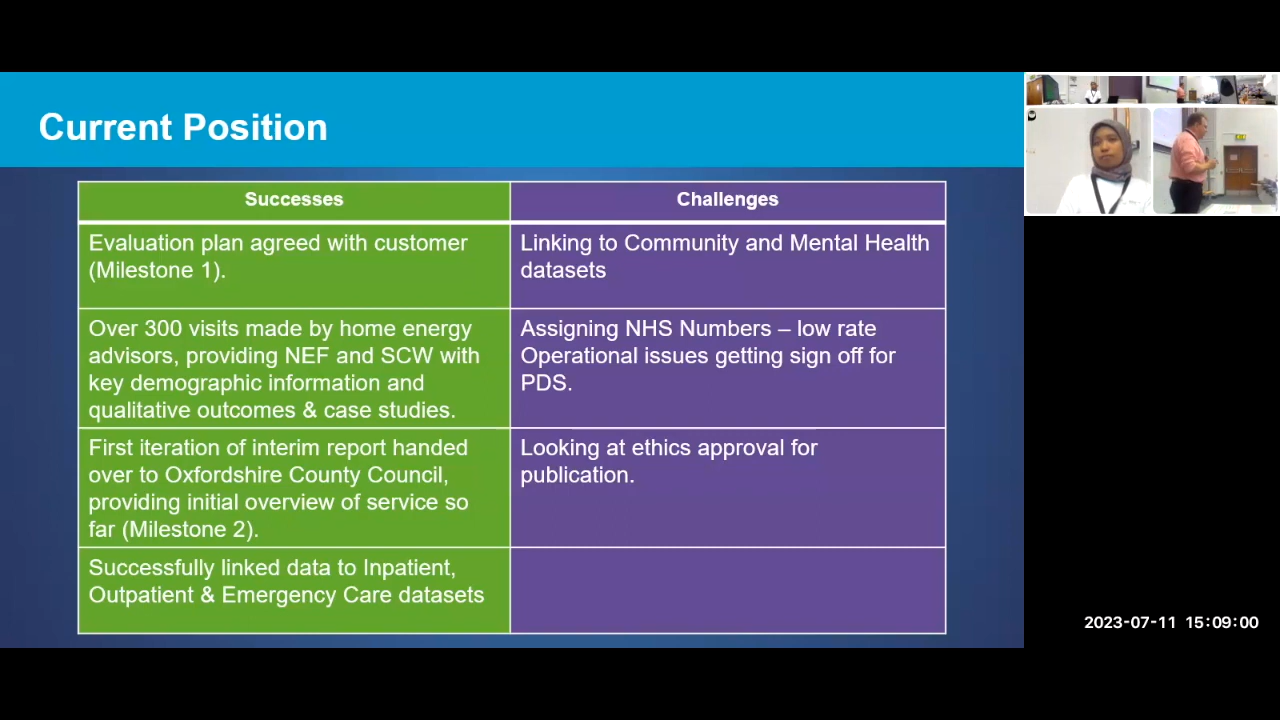 Current Position
Successes
Challenges
Evaluation plan agreed with customer
(Milestone 1).
Linking to Community and Mental Health
datasets
Over 300 visits made by home energy
advisors, providing NEF and SCW with
key demographic information and
qualitative outcomes & case studies.
Assigning NHS Numbers – low rate
Operational issues getting sign off for
PDS.
First iteration of interim report handed
over to Oxfordshire County Council,
providing initial overview of service so
far (Milestone 2).
Looking at ethics approval for
publication.
Successfully linked data to Inpatient,
Outpatient & Emergency Care datasets
2023-07-11 15:09:00